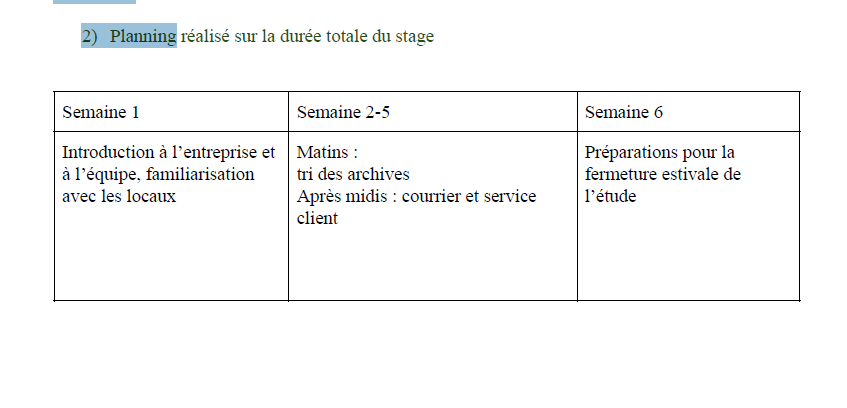 2) Planning réalisé sur la durée totale du stage
Semaine 1
Semaine 2-5
Semaine 6
Introduction à l’entreprise et
à l’équipe, familiarisation
avec les locaux
Matins :
tri des archives
Après midis : courrier et service
client
Préparations pour la
fermeture estivale de
l’étude